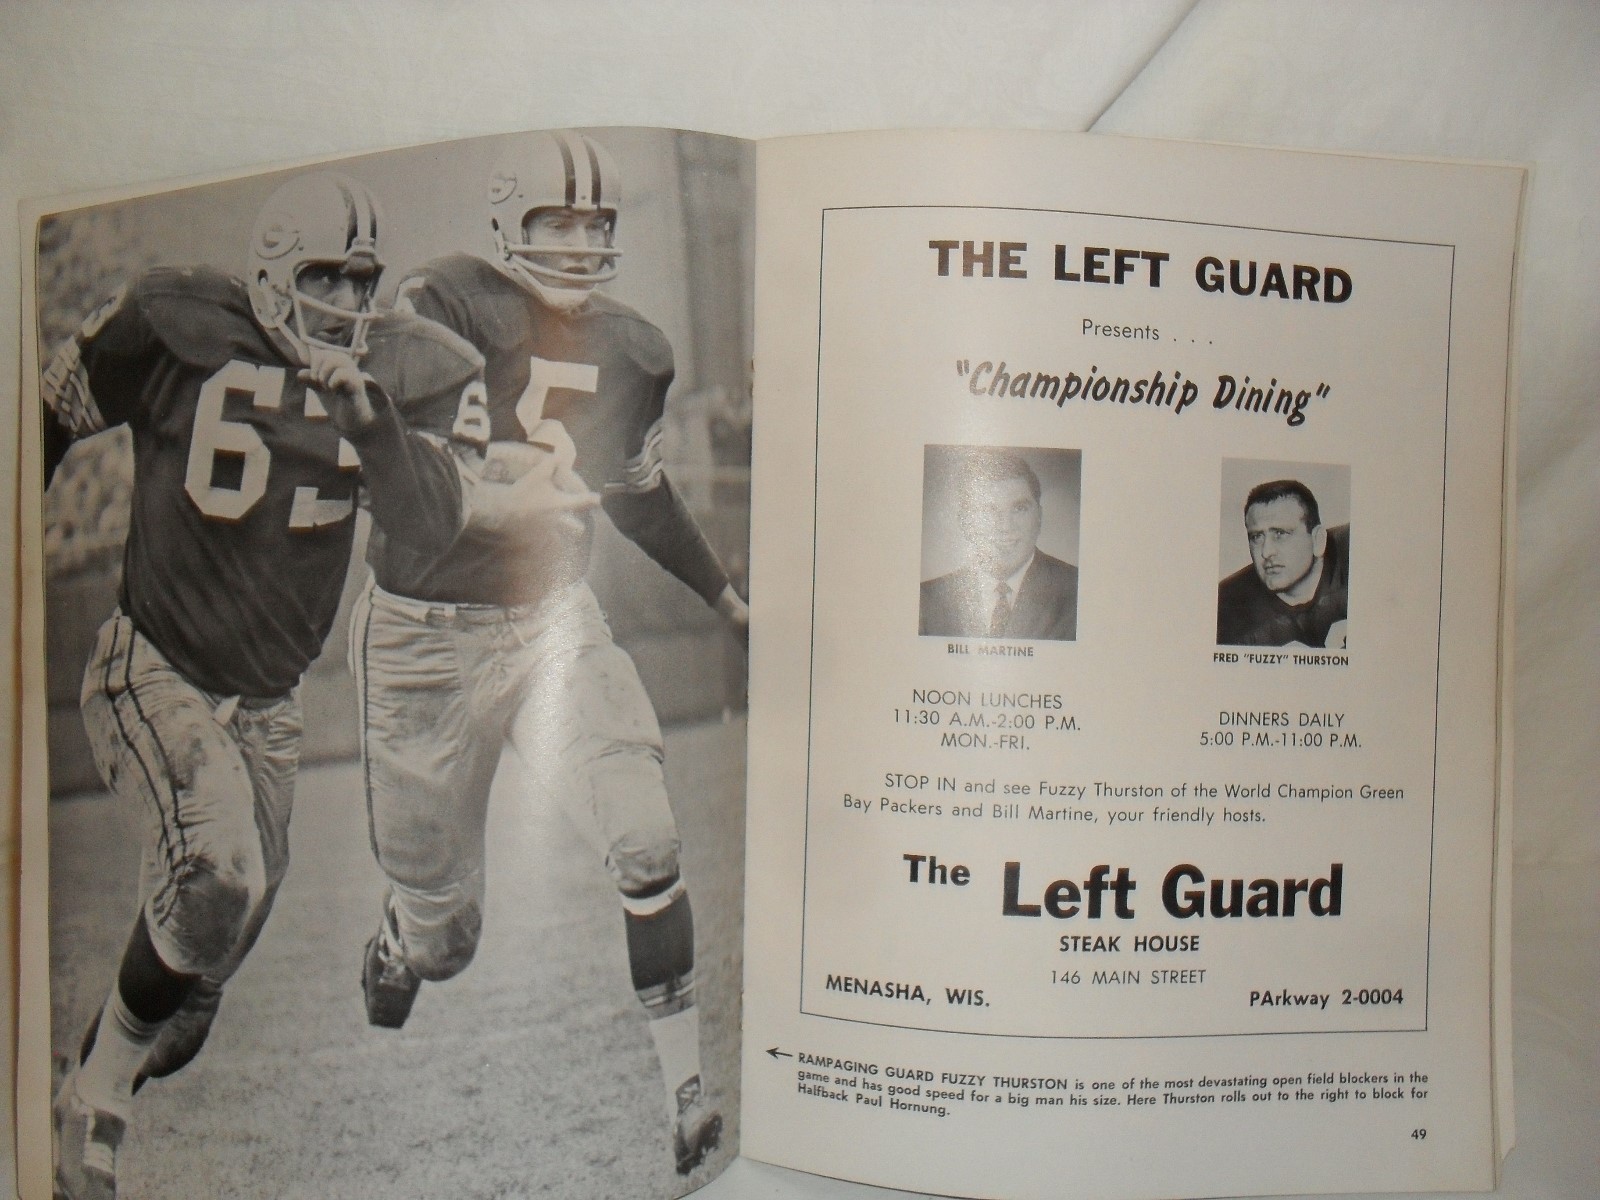 63
6
5
THE LEFT GUARD
Presents . . .
"Championship Dining"
BILL MARTINE
FRED "FUZZY" THURSTON
NOON LUNCHES
11:30 A.M.-2:00 P.M.
MON.-FRI.
DINNERS DAILY
5:00 P.M.-11:00 P.M.
STOP IN and see Fuzzy Thurston of the World Champion Green
Bay Packers and Bill Martine, your friendly hosts.
The Left Guard
STEAK HOUSE
146 MAIN STREET
MENASHA, WIS.
PArkway 2-0004
RAMPAGING GUARD FUZZY THURSTON is one of the most devastating open field blockers in the
game and has good speed for a big man his size. Here Thurston rolls out to the right to block for
Halfback Paul Hornung.
49